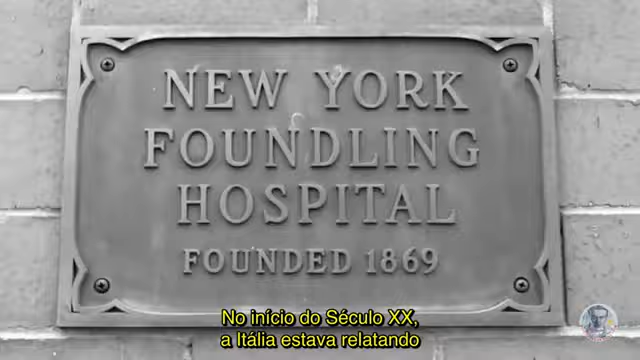 NEW YORK
FOUNDLING
HOSPITAL
FOUNDED 1869
No início do Século XX,
a Itália estava relatando